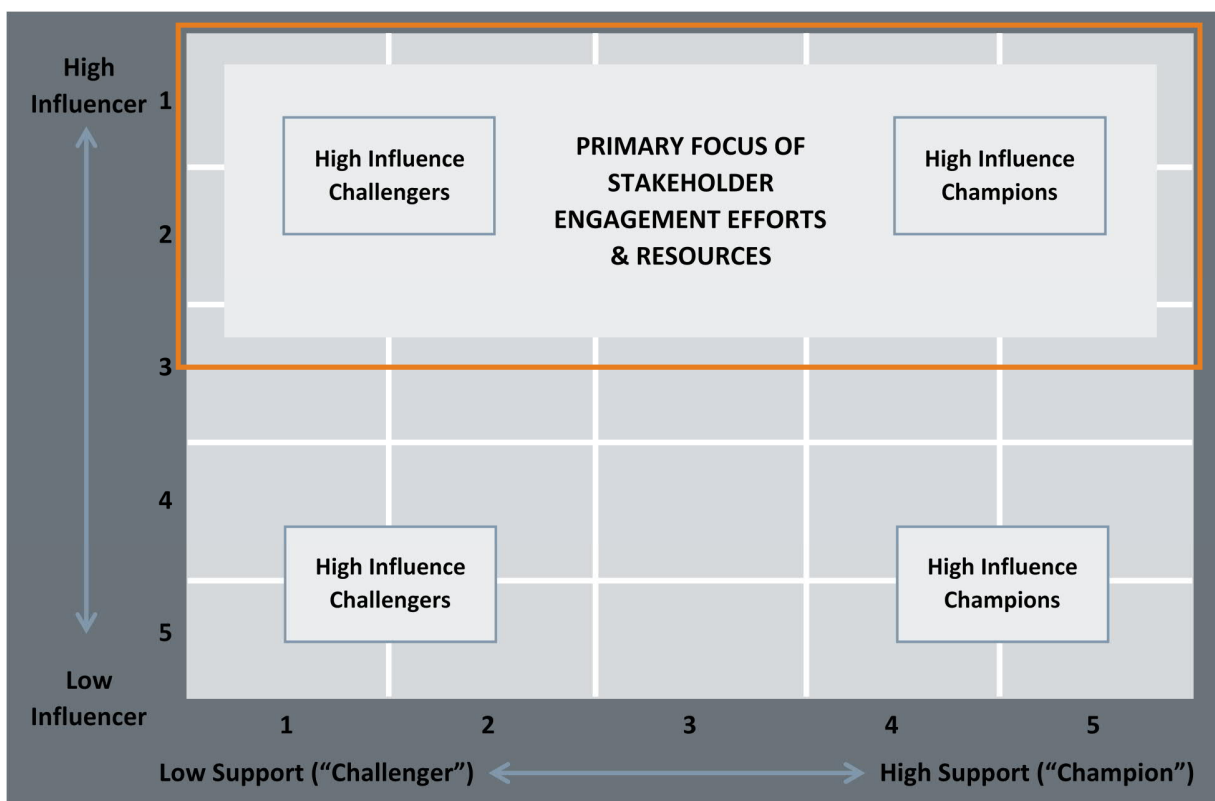 High
Influencer
1
High Influence
Challengers
PRIMARY FOCUS OF
STAKEHOLDER
ENGAGEMENT EFFORTS
& RESOURCES
High Influence
Champions
2
3
4
High Influence
Challengers
High Influence
Champions
5
Low
Influencer
1 2 3 4 5
Low Support (“Challenger”) High Support (“Champion”)